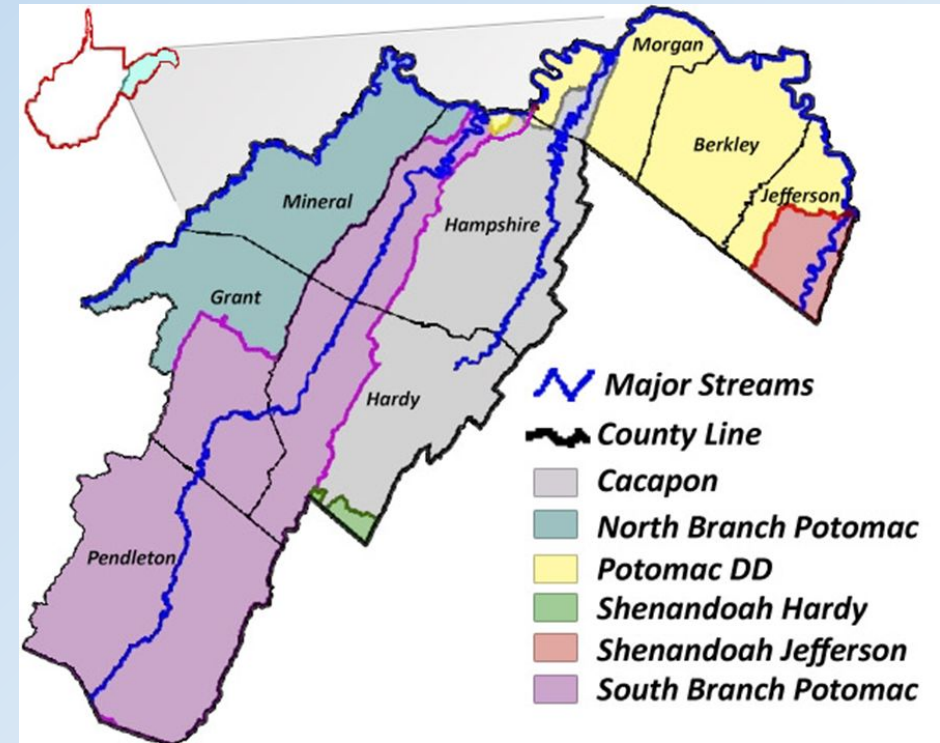 Morgan
Berkley
Jefferson
Mineral
Hampshire
Grant
Hardy
Pendleton
Major Streams
County Line
Cacapon
North Branch Potomac
Potomac DD
Shenandoah Hardy
Shenandoah Jefferson
South Branch Potomac